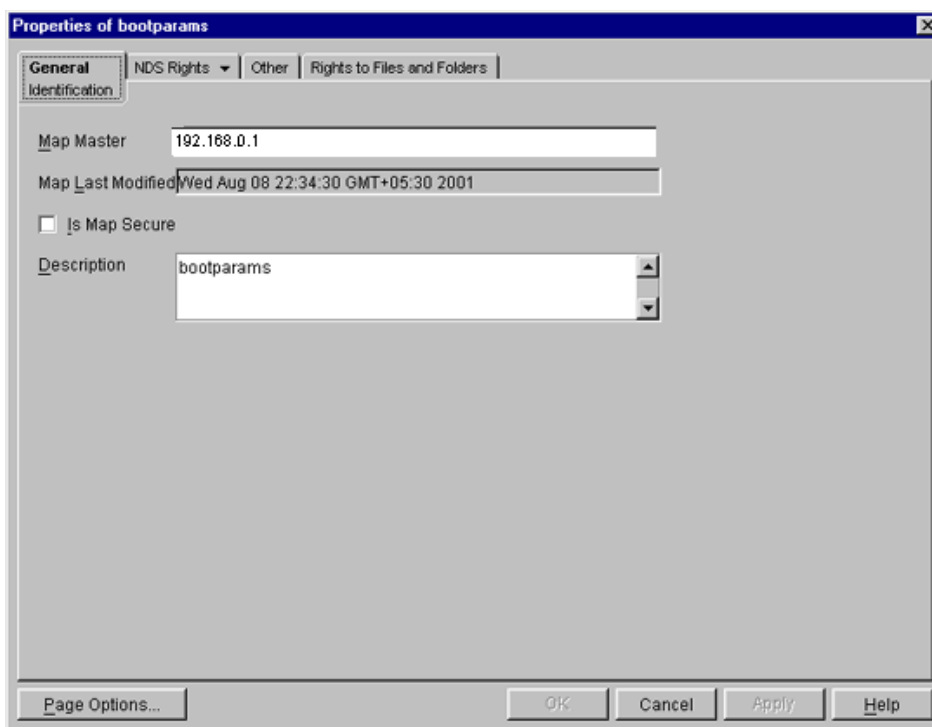 Properties of bootparams
General NDS Rights Other Rights to Files and Folders
Identification
Map Master 192.168.0.1
Map Last Modified Wed Aug 08 22:34:30 GMT+05:30 2001
Is Map Secure
Description bootparams
Page Options... OK Cancel Apply Help